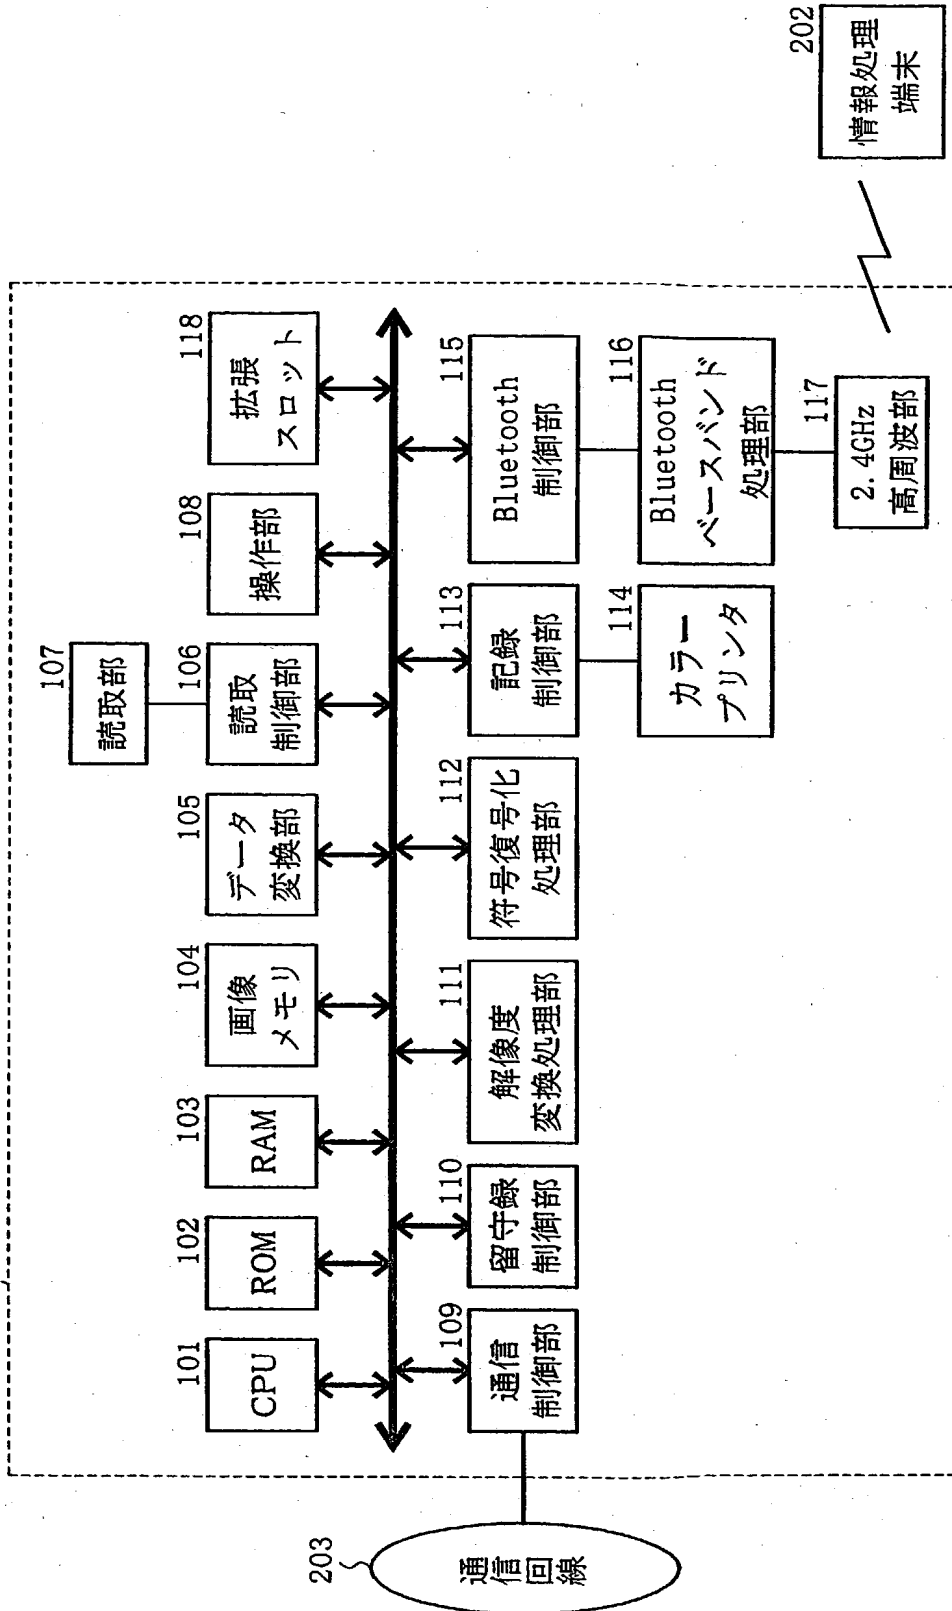 101
CPU
102
ROM
103
RAM
104
画像
メモリ
105
データ
変換部
107
読取部
106
読取
制御部
108
操作部
118
拡張
スロット
203
通信
回線
109
通信
制御部
110
留守録
制御部
111
解像度
変換処理部
112
符号復号化
処理部
113
記録
制御部
114
カラー
プリンタ
115
Bluetooth
制御部
116
Bluetooth
ベースバンド
処理部
117
2.4GHz
高周波部
202
情報処理
端末